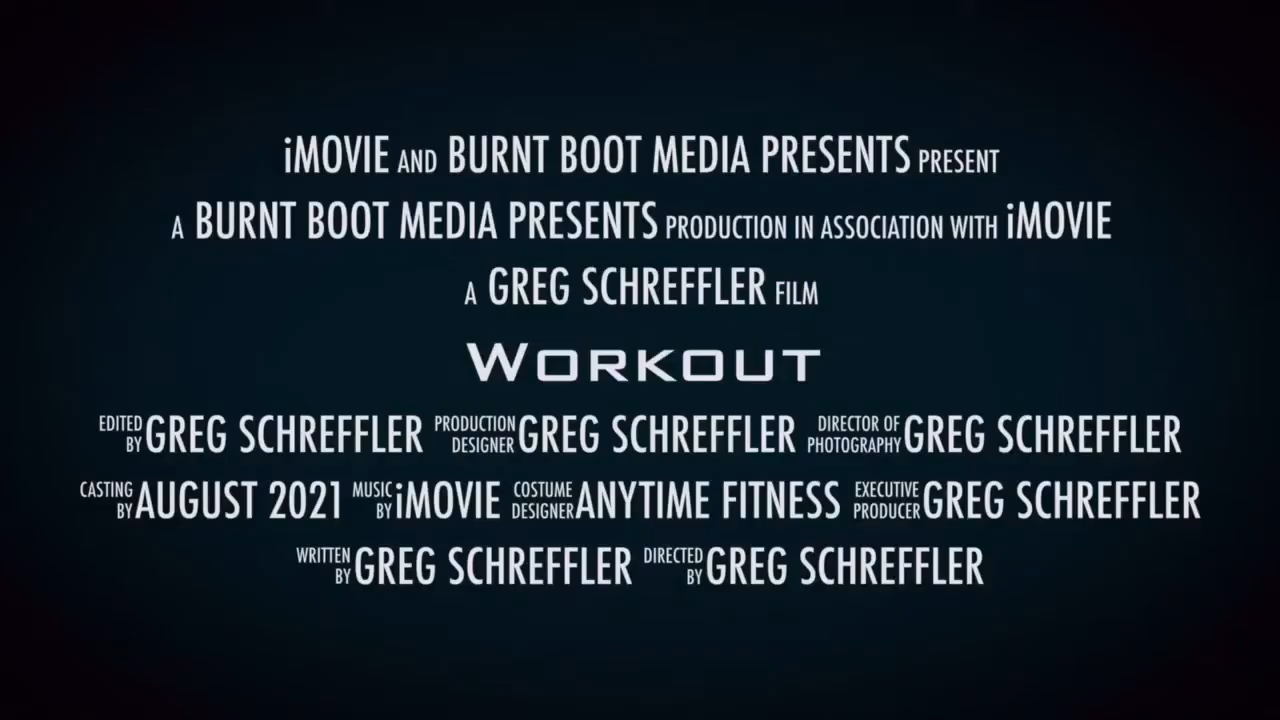 iMOVIE AND BURNT BOOT MEDIA PRESENTS PRESENT
A BURNT BOOT MEDIA PRESENTS PRODUCTION IN ASSOCIATION WITH iMOVIE
A GREG SCHREFFLER FILM
WORKOUT
EDITED BY GREG SCHREFFLER PRODUCTION DESIGNER GREG SCHREFFLER DIRECTOR OF PHOTOGRAPHY GREG SCHREFFLER
CASTING BY AUGUST 2021 MUSIC BY iMOVIE COSTUME DESIGNER ANYTIME FITNESS EXECUTIVE PRODUCER GREG SCHREFFLER
WRITTEN BY GREG SCHREFFLER DIRECTED BY GREG SCHREFFLER